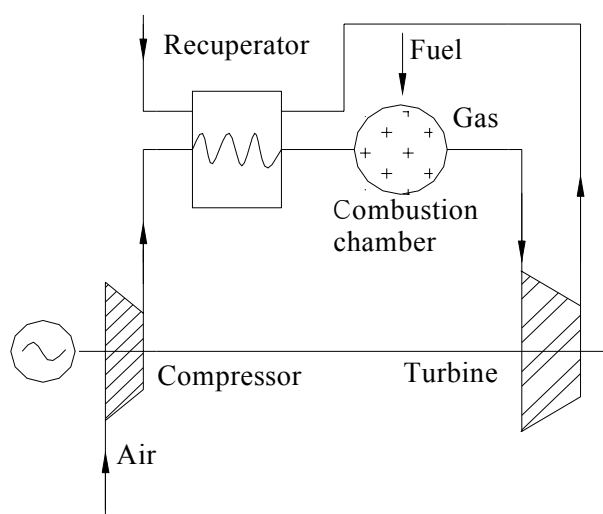 Recuperator
Fuel
Gas
Combustion
chamber
Compressor
Turbine
Air